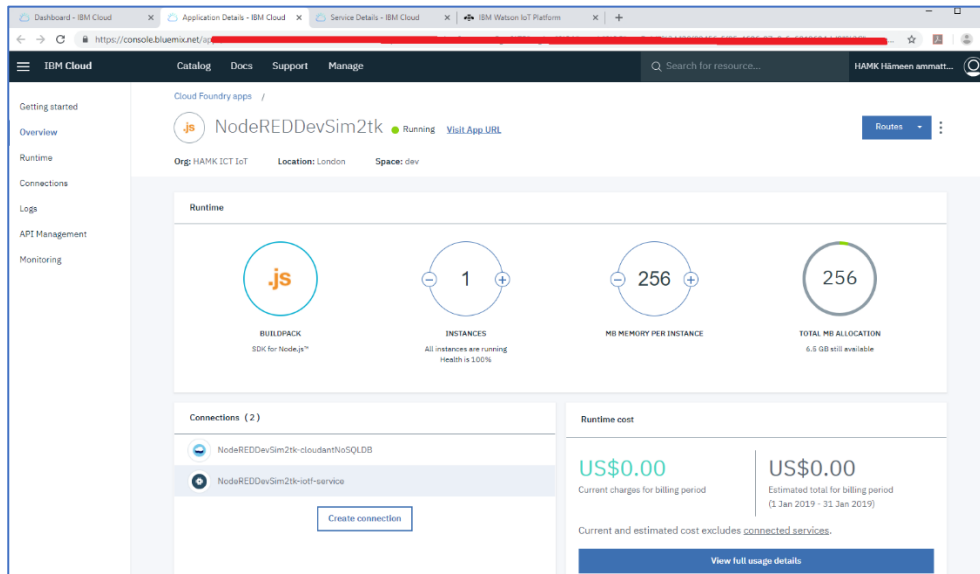 Dashboard - IBM Cloud
Application Details - IBM Cloud
Service Details - IBM Cloud
IBM Watson IoT Platform
https://console.bluemix.net/ap
IBM Cloud
Catalog Docs Support Manage
Search for resource...
HAMK Hämeen ammatt...
Getting started
Overview
Runtime
Connections
Logs
API Management
Monitoring
Cloud Foundry apps /
.js
NodeREDDevSim2tk
Running
Visit App URL
Routes
Org: HAMK ICT IoT Location: London Space: dev
Runtime
.js
BUILDPACK
SDK for Node.js™
1
INSTANCES
All instances are running
Health is 100%
256
MB MEMORY PER INSTANCE
256
TOTAL MB ALLOCATION
6.5 GB still available
Connections (2)
NodeREDDevSim2tk-cloudantNoSQLDB
NodeREDDevSim2tk-iotf-service
Create connection
Runtime cost
US$0.00
Current charges for billing period
US$0.00
Estimated total for billing period
(1 Jan 2019 - 31 Jan 2019)
Current and estimated cost excludes connected services.
View full usage details